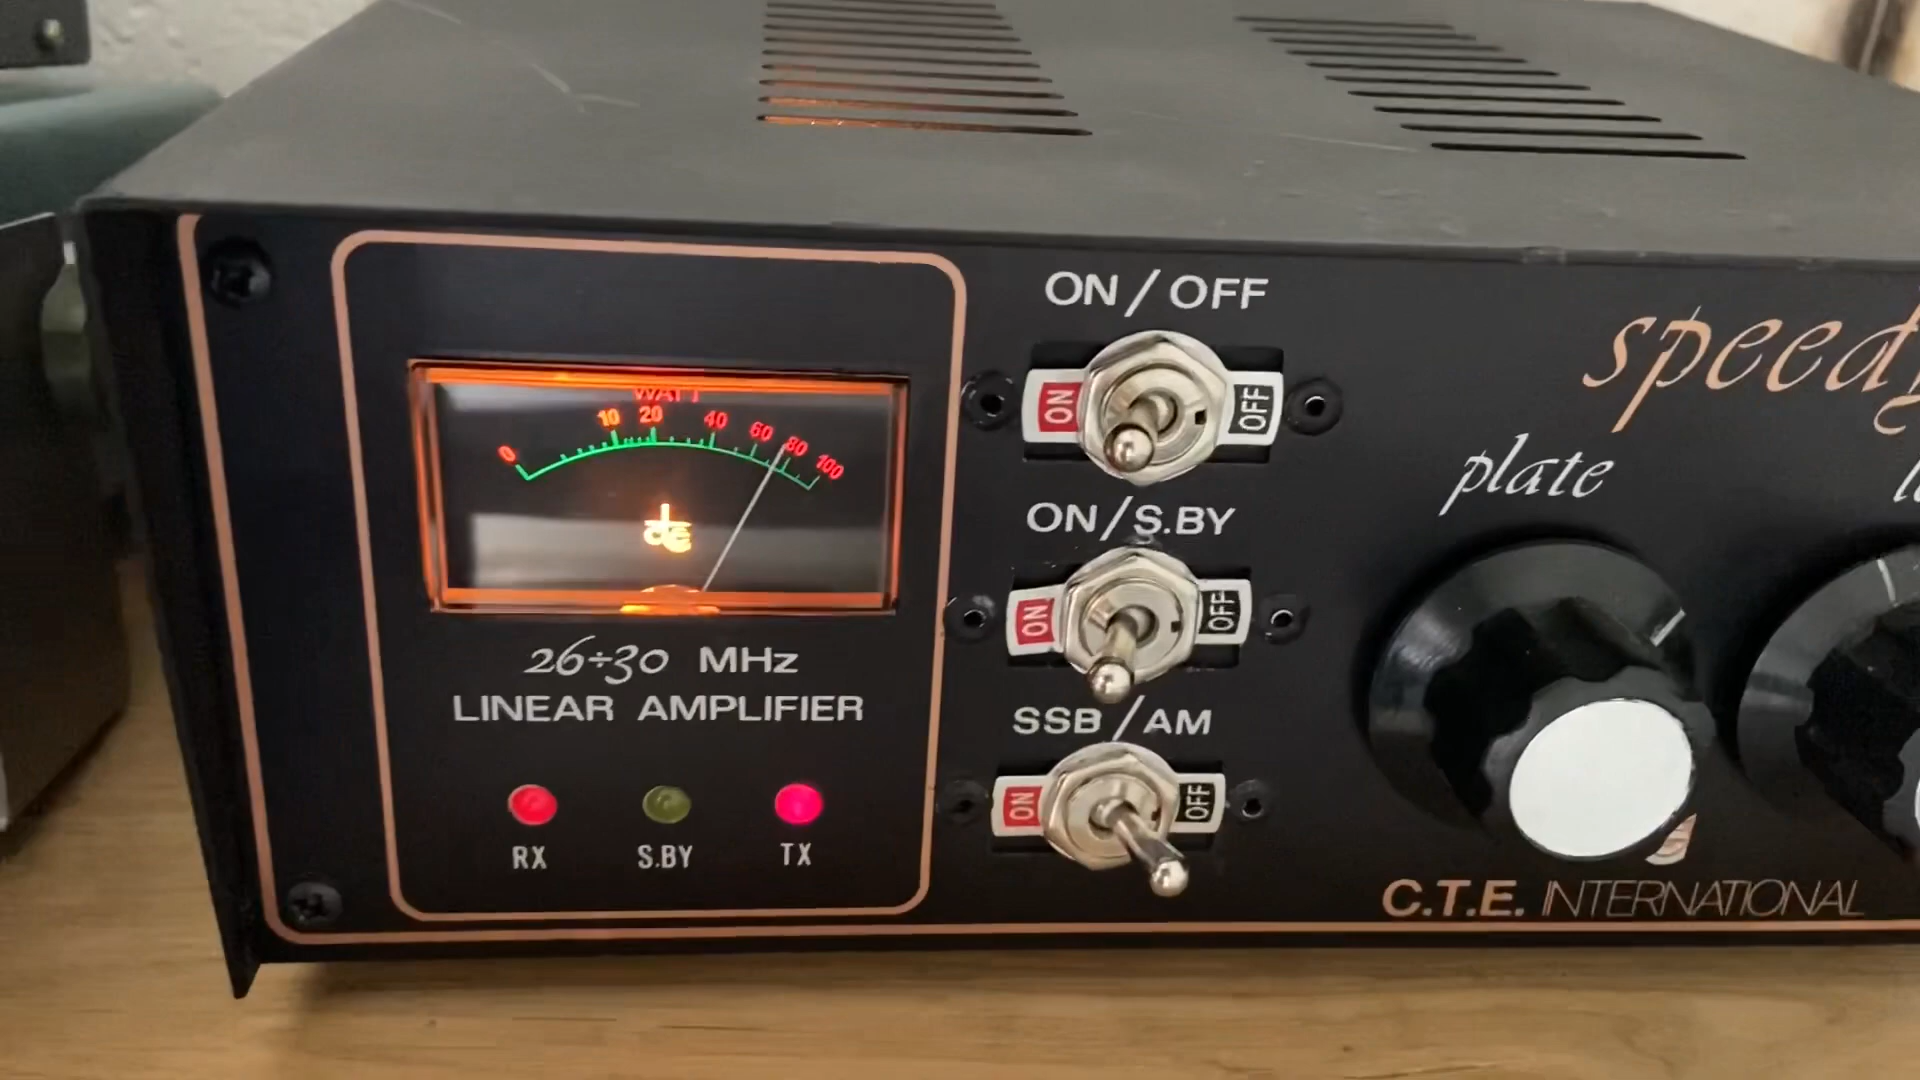 WATT
0 10 20 40 60 80 100
26÷30 MHz
LINEAR AMPLIFIER
RX S.BY TX
ON/OFF
ON OFF
ON/S.BY
ON OFF
SSB/AM
ON OFF
speedy
plate
C.T.E. INTERNATIONAL